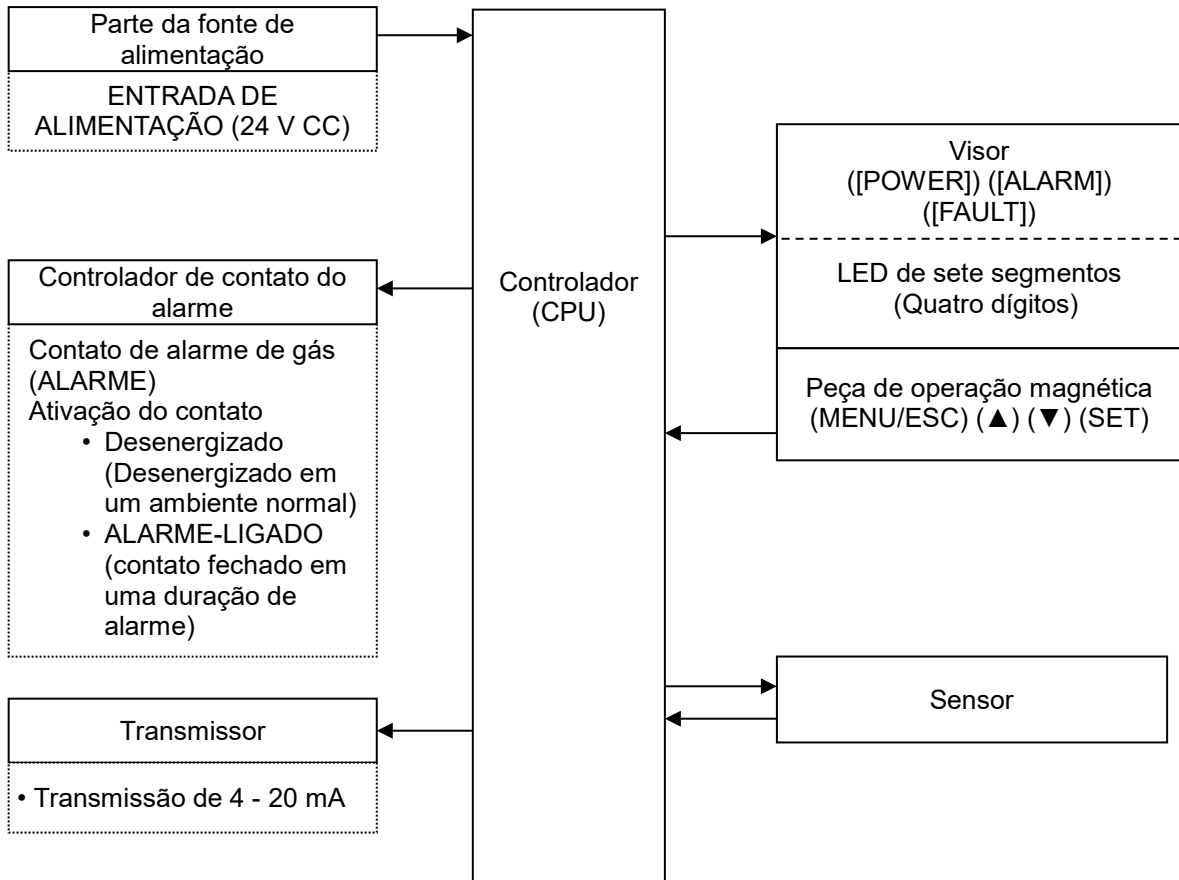 Parte da fonte de
alimentação
ENTRADA DE
ALIMENTAÇÃO (24 V CC)
Controlador de contato do
alarme
Contato de alarme de gás
(ALARME)
Ativação do contato
• Desenergizado
(Desenergizado em
um ambiente normal)
• ALARME-LIGADO
(contato fechado em
uma duração de
alarme)
Transmissor
• Transmissão de 4 - 20 mA
Controlador
(CPU)
Visor
([POWER]) ([ALARM])
([FAULT])
LED de sete segmentos
(Quatro dígitos)
Peça de operação magnética
(MENU/ESC) (▲) (▼) (SET)
Sensor